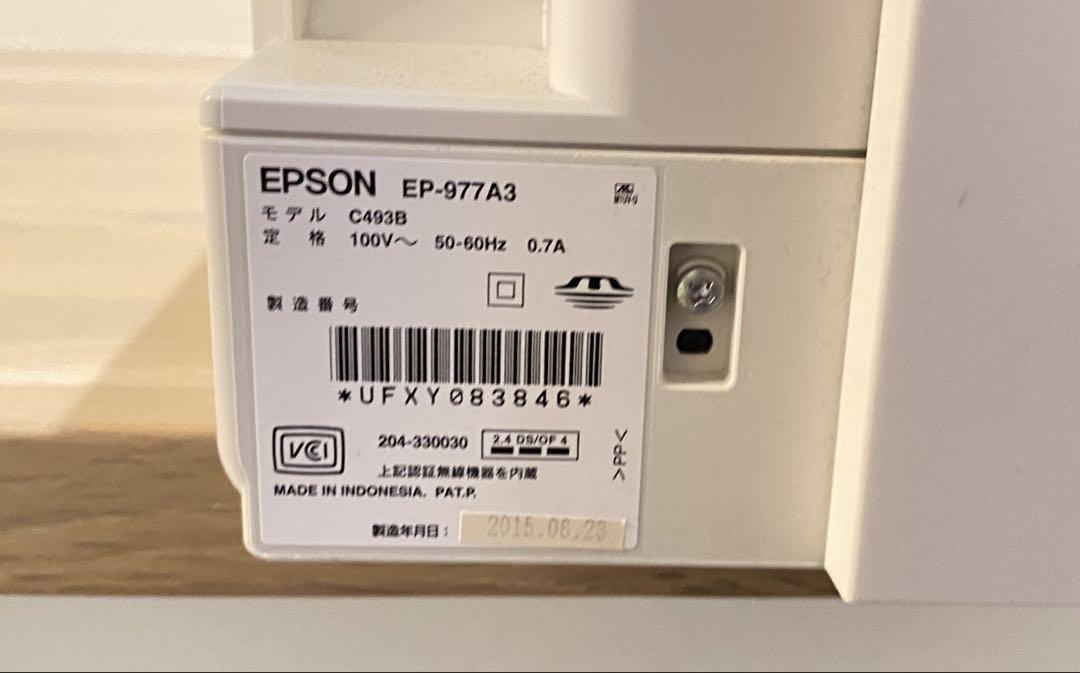 EPSON EP-977A3
モデル C493B
定格 100V～ 50-60Hz 0.7A
製造番号
*UFXY083846*
VCI 204-330030 2.4 DS/OF 4
上記認証無線機器を内蔵
>PP<
MADE IN INDONESIA. PAT.P.
製造年月日： 2015.06.23